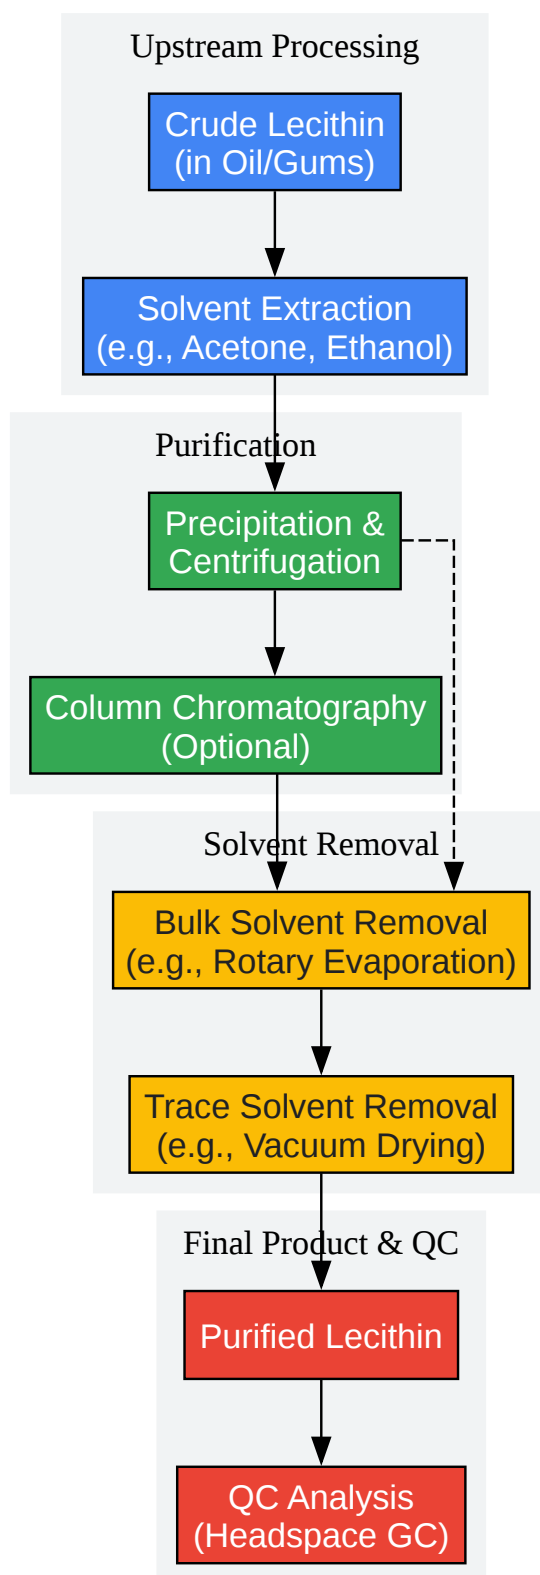 Upstream Processing
Crude Lecithin
(in Oil/Gums)
Solvent Extraction
(e.g., Acetone, Ethanol)
Purification
Precipitation &
Centrifugation
Column Chromatography
(Optional)
Solvent Removal
Bulk Solvent Removal
(e.g., Rotary Evaporation)
Trace Solvent Removal
(e.g., Vacuum Drying)
Final Product & QC
Purified Lecithin
QC Analysis
(Headspace GC)